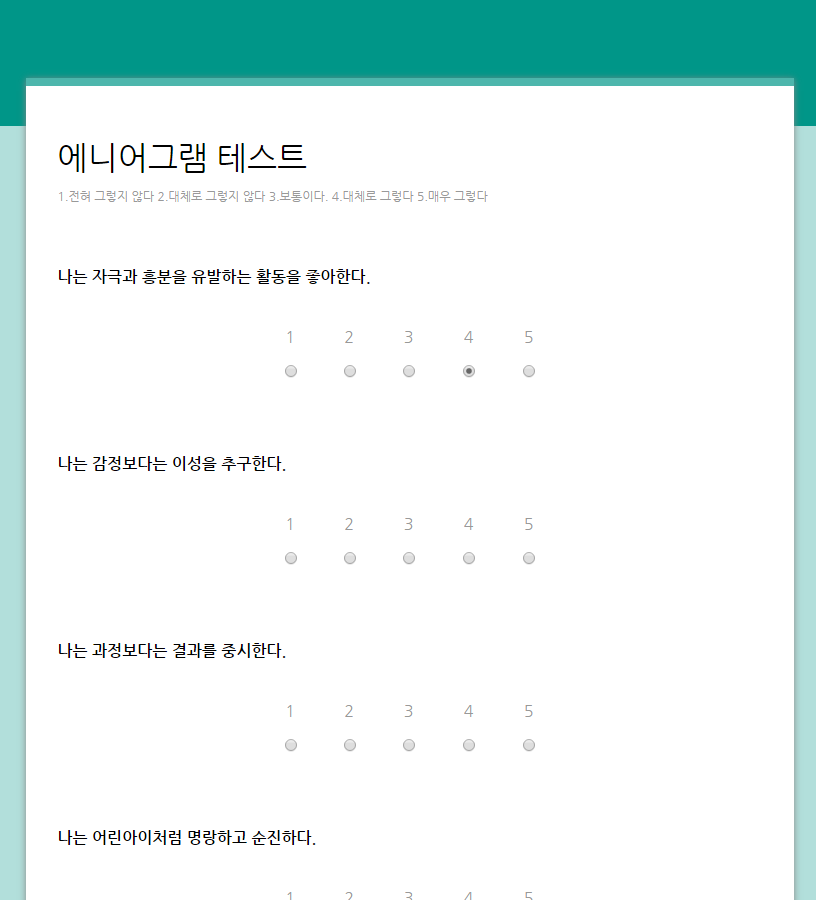 에니어그램 테스트
1.전혀 그렇지 않다 2.대체로 그렇지 않다 3.보통이다. 4.대체로 그렇다 5.매우 그렇다
나는 자극과 흥분을 유발하는 활동을 좋아한다.
1 2 3 4 5
나는 감정보다는 이성을 추구한다.
1 2 3 4 5
나는 과정보다는 결과를 중시한다.
1 2 3 4 5
나는 어린아이처럼 명랑하고 순진하다.
1 2 3 4 5